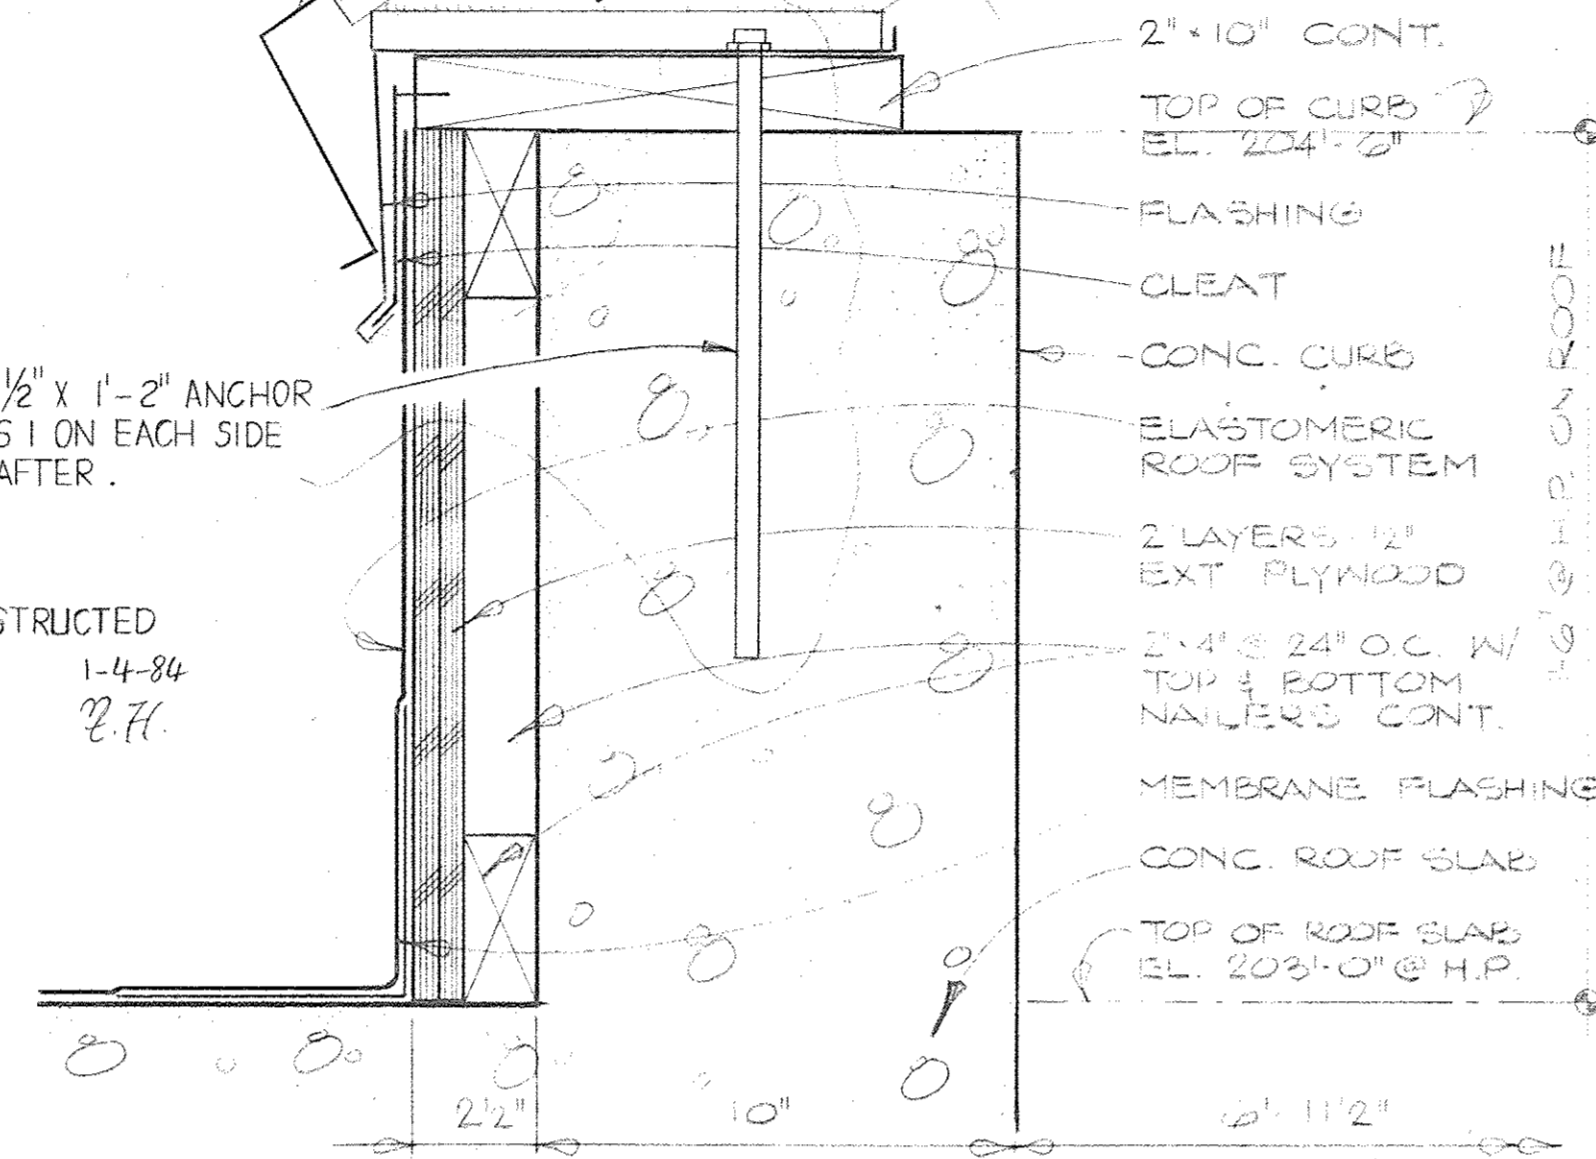 2" x 10" CONT.
TOP OF CURB
EL. 204'-6"
FLASHING
CLEAT
CONC. CURB
ELASTOMERIC
ROOF SYSTEM
2 LAYERS 1/2"
EXT PLYWOOD
2"x4" @ 24" O.C. W/
TOP & BOTTOM
NAILERS CONT.
MEMBRANE FLASHING
CONC. ROOF SLAB
TOP OF ROOF SLAB
EL. 203'-0" @ H.P.
1/2" X 1'-2" ANCHOR
S 1 ON EACH SIDE
AFTER.
STRUCTED
1-4-84
2 1/2"
10"